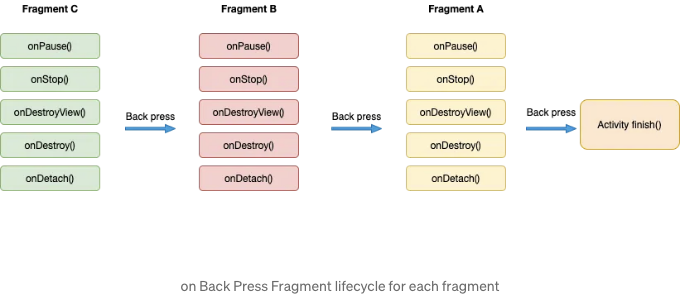 Fragment C
onPause()
onStop()
onDestroyView()
onDestroy()
onDetach()
Back press
Fragment B
onPause()
onStop()
onDestroyView()
onDestroy()
onDetach()
Back press
Fragment A
onPause()
onStop()
onDestroyView()
onDestroy()
onDetach()
Back press
Activity finish()
on Back Press Fragment lifecycle for each fragment